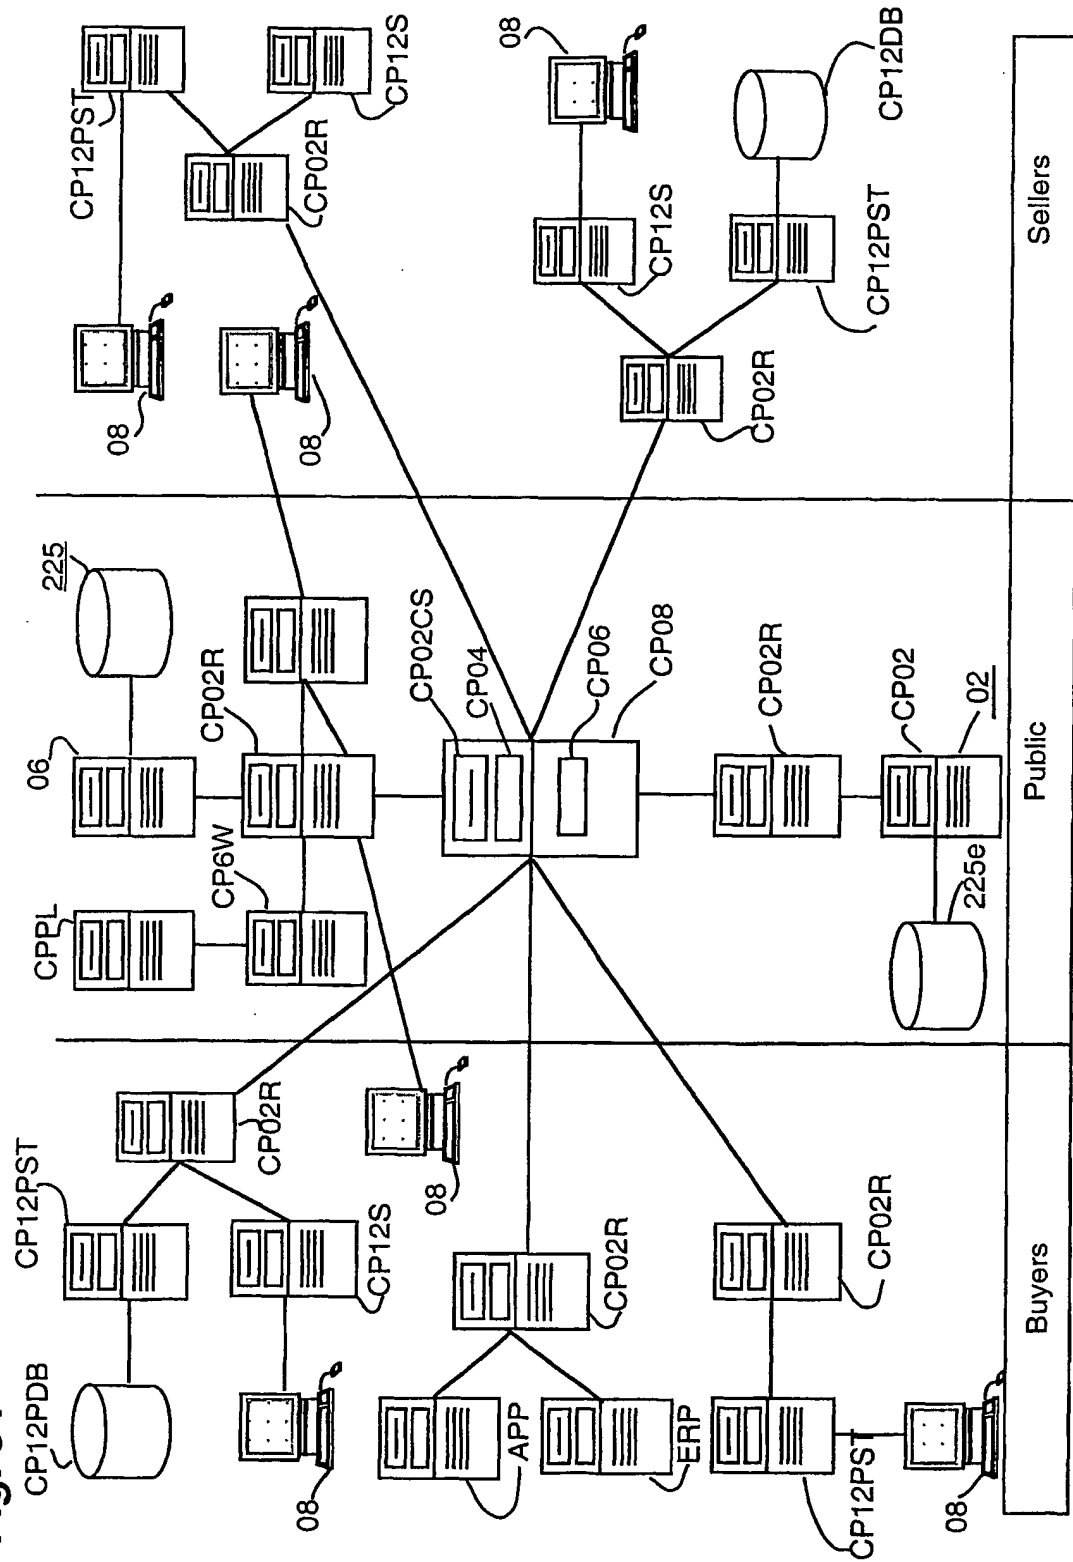 CP12PDB
CP12PST
CP02R
CP12S
08
08
APP
ERP
CP02R
CP12PST
08
CP02R
Buyers
CPPL
CP6W
06
225
CP02R
CP02CS
CP04
CP06
CP08
CP02R
CP02
02
225e
Public
08
08
CP12PST
CP02R
CP12S
08
CP12S
CP12DB
CP12PST
CP02R
Sellers